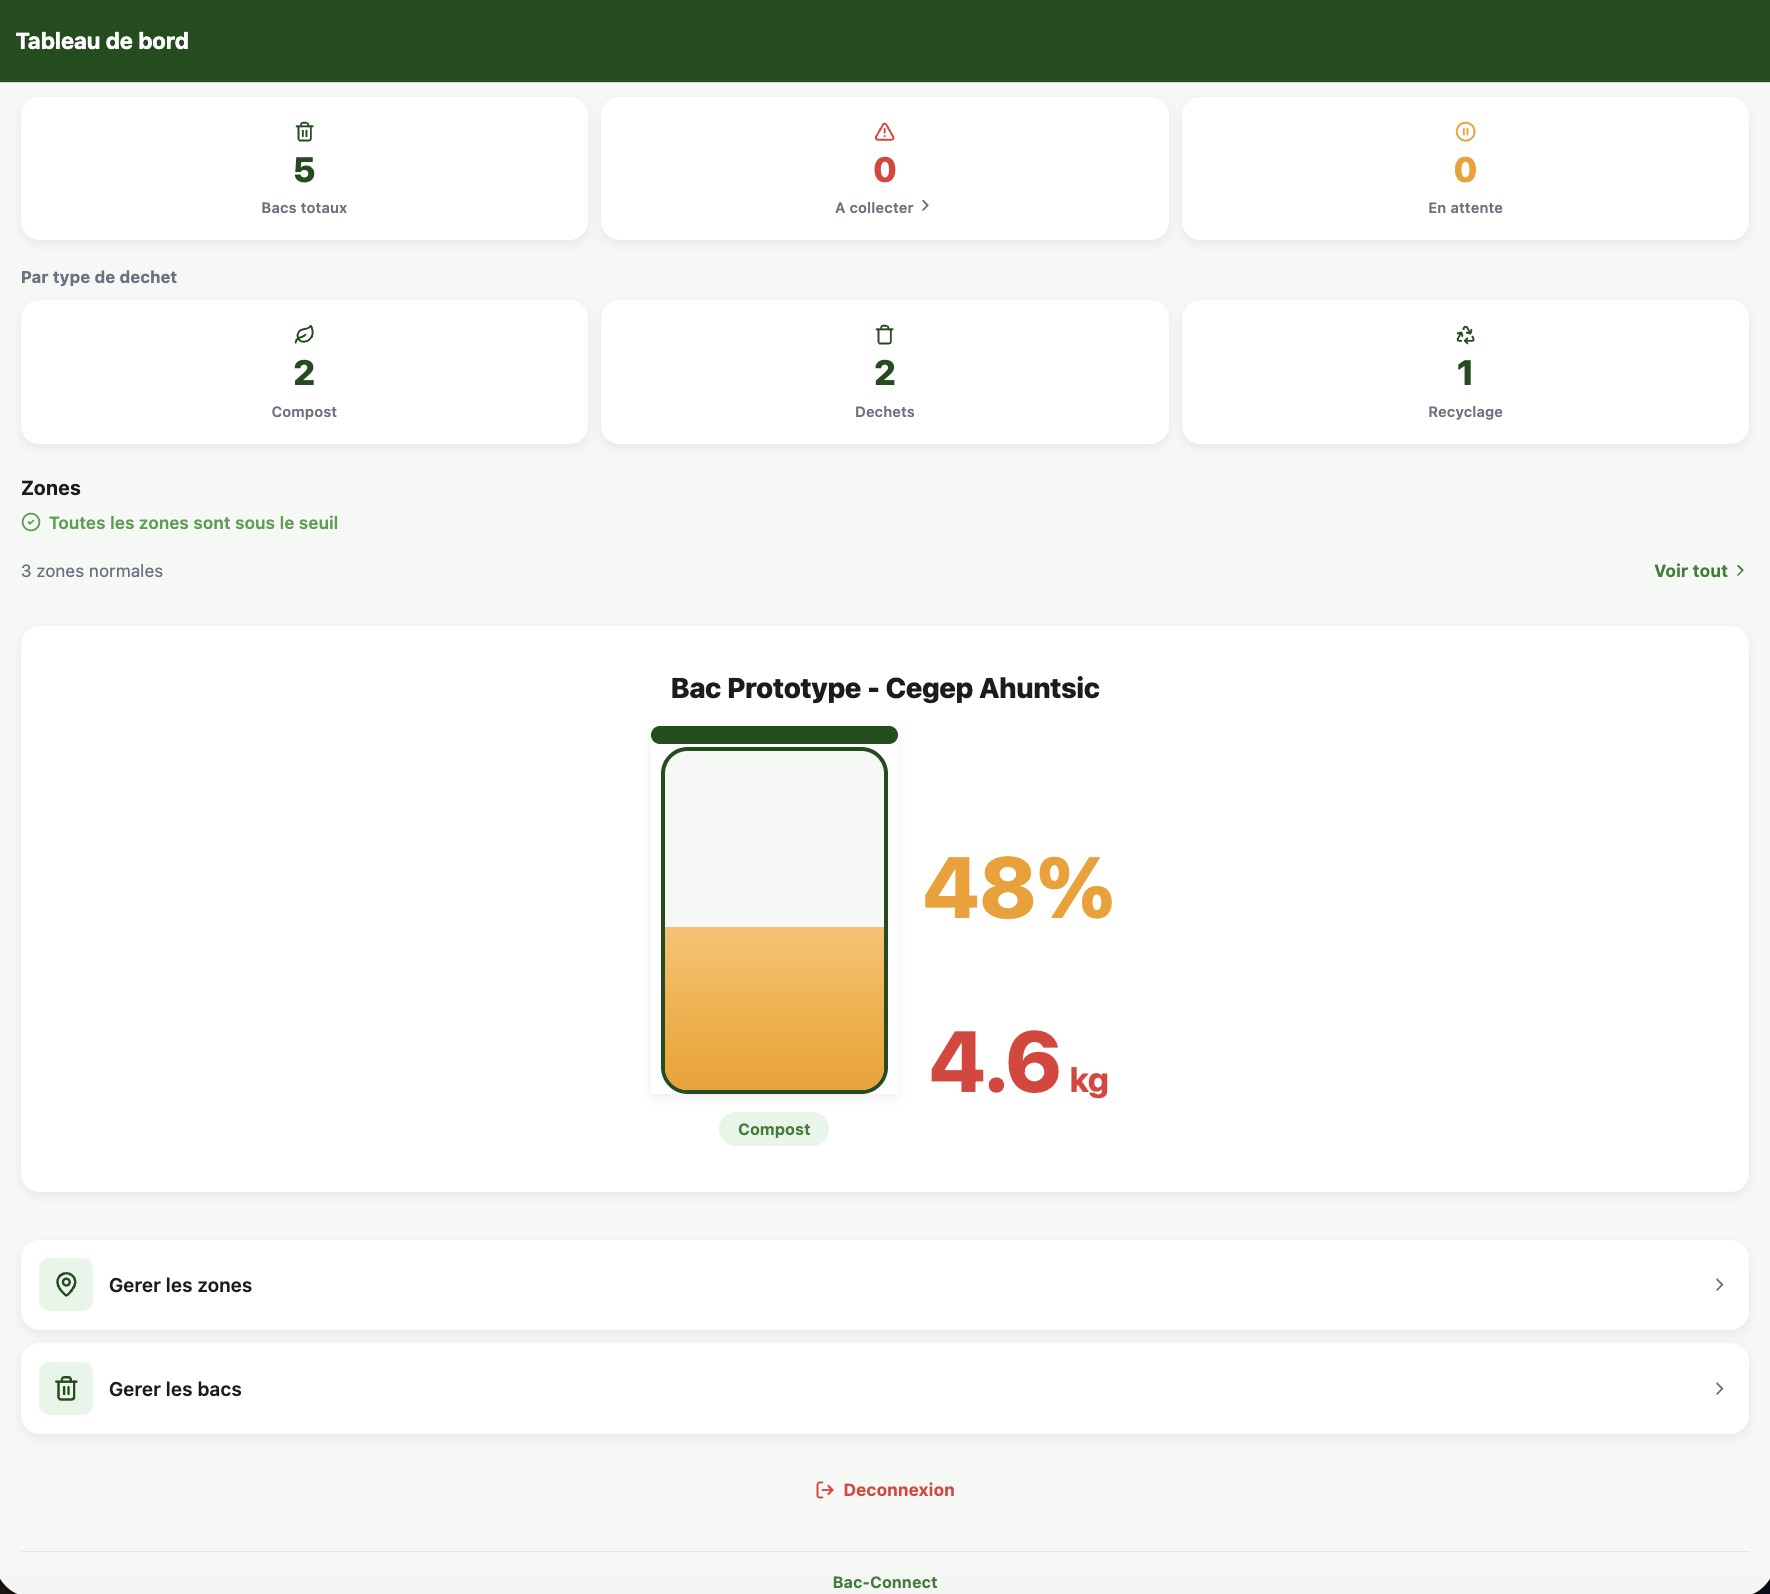 Tableau de bord
5
Bacs totaux
0
A collecter
0
En attente
Par type de dechet
2
Compost
2
Dechets
1
Recyclage
Zones
Toutes les zones sont sous le seuil
3 zones normales
Voir tout
Bac Prototype - Cegep Ahuntsic
48%
4.6 kg
Compost
Gerer les zones
Gerer les bacs
Deconnexion
Bac-Connect